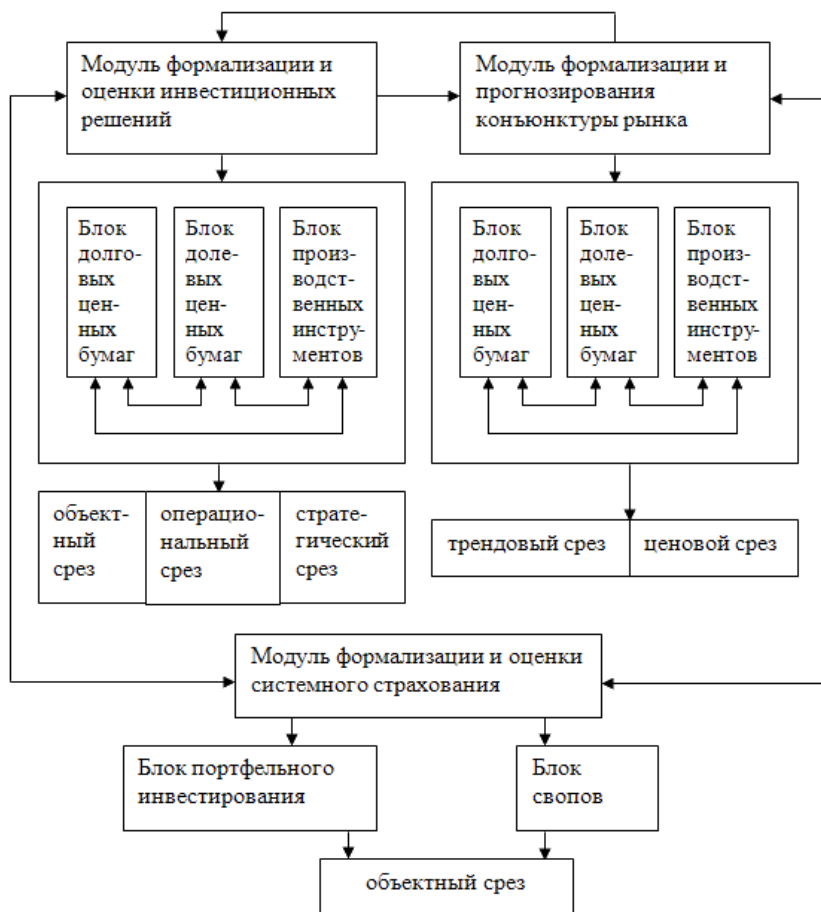 Модуль формализации и
оценки инвестиционных
решений
Модуль формализации и
прогнозирования
конъюнктуры рынка
Блок
долго-
вых
цен-
ных
бумаг
Блок
доле-
вых
цен-
ных
бумаг
Блок
произ-
водст-
венных
инстру-
ментов
Блок
долго-
вых
цен-
ных
бумаг
Блок
доле-
вых
цен-
ных
бумаг
Блок
произ-
водст-
венных
инстру-
ментов
объект-
ный
срез
операцио-
нальный
срез
страте-
гический
срез
трендовый срез
ценовой срез
Модуль формализации и оценки
системного страхования
Блок портфельного
инвестирования
Блок
свопов
объектный срез